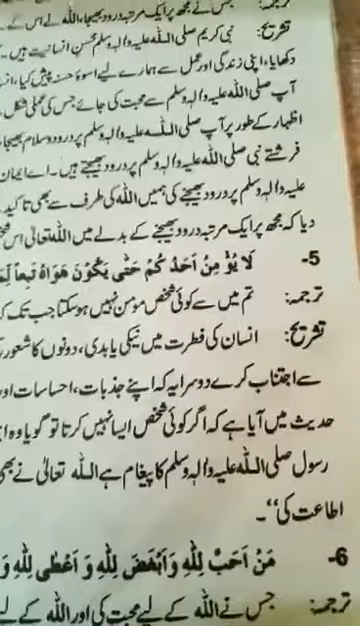 ترجمہ: جس نے مجھ پر ایک مرتبہ درود بھیجا، اللہ نے اس کے
تشریح: نبی کریم صلی اللہ علیہ والہٖ وسلم محسنِ انسانیت ہیں۔
دکھایا، اپنی زندگی اور عمل سے ہمارے لیے اسوۂ حسنہ پیش کیا،
آپ صلی اللہ علیہ والہٖ وسلم سے محبت کی جائے جس کی عملی شکل
اظہار کے طور پر آپ صلی اللہ علیہ والہٖ وسلم پر درود و سلام بھیجا
فرشتے نبی صلی اللہ علیہ والہٖ وسلم پر درود بھیجتے ہیں۔ اے ایمان
علیہ والہٖ وسلم پر درود بھیجنے کی ہمیں اللہ کی طرف سے بھی تاکید
دیا کہ مجھ پر ایک مرتبہ درود بھیجنے کے بدلے میں اللہ تعالیٰ اس
5- لَا يُؤْمِنُ اَحَدُكُمْ حَتّٰى يَكُوْنَ هَوَاهُ تَبَعاً
ترجمہ: تم میں سے کوئی شخص مومن نہیں ہوسکتا جب تک
تشریح: انسان کی فطرت میں نیکی یا بدی، دونوں کا شعور
سے اجتناب کرے دوسرا یہ کہ اپنے جذبات، احساسات اور
حدیث میں آیا ہے کہ اگر کوئی شخص ایسا نہیں کرتا تو گویا وہ
رسول صلی اللہ علیہ والہٖ وسلم کا پیغام ہے اللہ تعالیٰ نے بھی
اطاعت کی“۔
6- مَنْ اَحَبَّ لِلّٰهِ وَاَبْغَضَ لِلّٰهِ وَ اَعْطٰى لِلّٰهِ وَ
ترجمہ: جس نے اللہ کے لیے محبت کی اور اللہ کے لیے